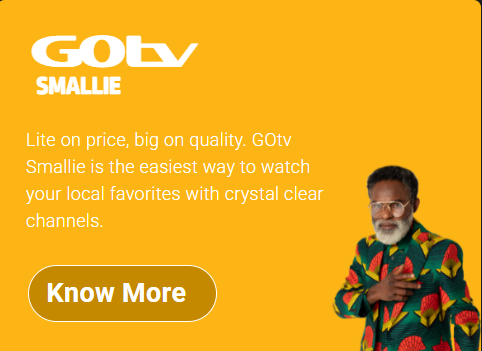 GOtv
SMALLIE
Lite on price, big on quality. GOtv
Smallie is the easiest way to watch
your local favorites with crystal clear
channels.
Know More